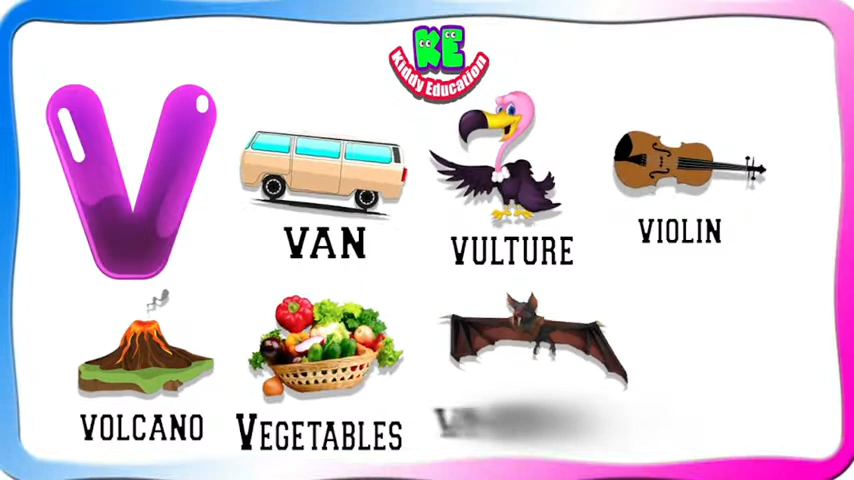 KE
Kiddy Education
V
VAN
VULTURE
VIOLIN
VOLCANO
VEGETABLES